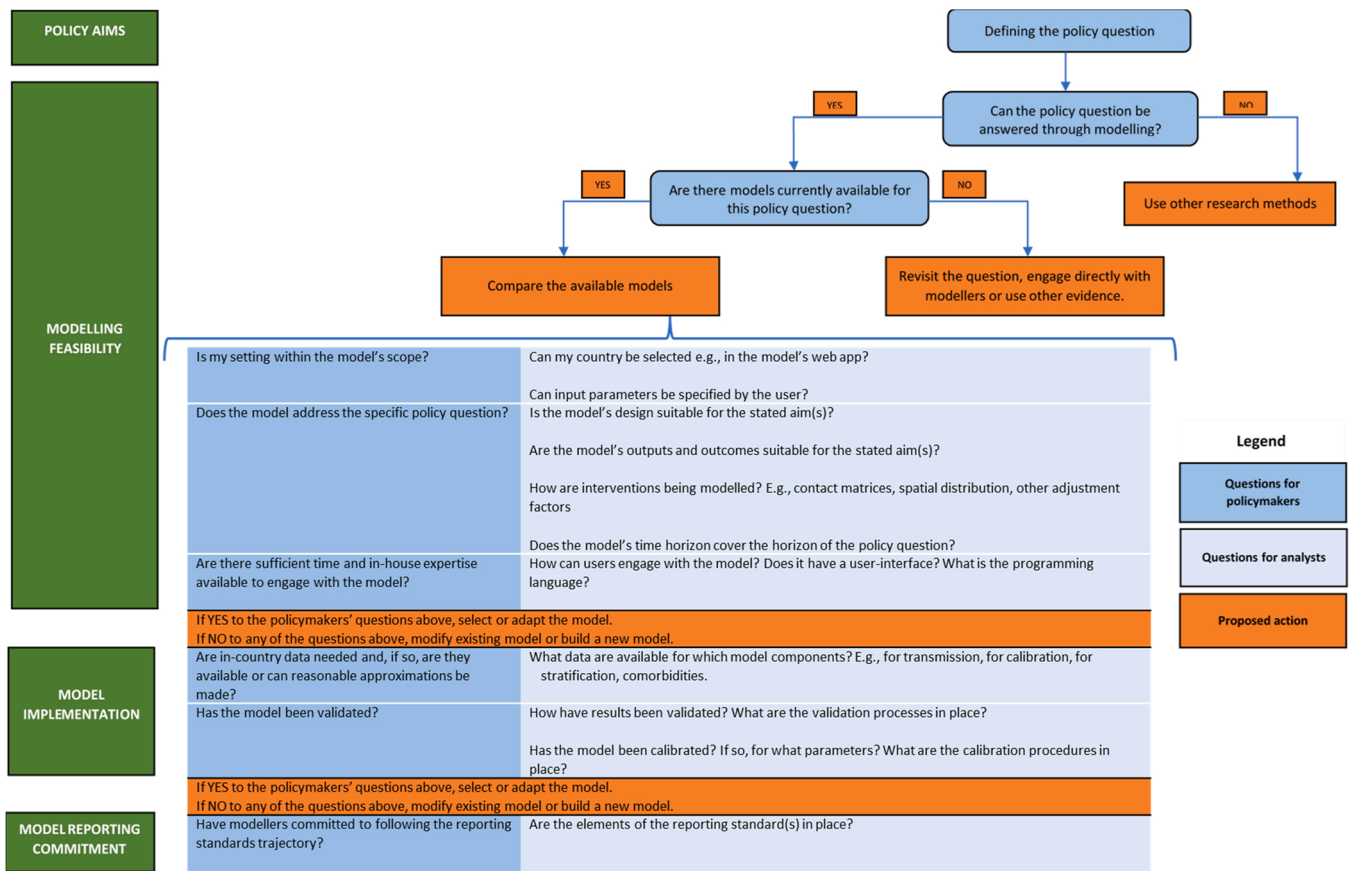 POLICY AIMS
Defining the policy question
MODELLING
FEASIBILITY
YES
Can the policy question be
answered through modelling?
NO
YES
Are there models currently available for
this policy question?
NO
Use other research methods
Compare the available models
Revisit the question, engage directly with
modellers or use other evidence.
Is my setting within the model's scope?
Can my country be selected e.g., in the model's web app?
Can input parameters be specified by the user?
Does the model address the specific policy question?
Is the model's design suitable for the stated aim(s)?
Are the model's outputs and outcomes suitable for the stated aim(s)?
How are interventions being modelled? E.g., contact matrices, spatial distribution, other adjustment
factors
Does the model's time horizon cover the horizon of the policy question?
Are there sufficient time and in-house expertise
available to engage with the model?
How can users engage with the model? Does it have a user-interface? What is the programming
language?
If YES to the policymakers' questions above, select or adapt the model.
If NO to any of the questions above, modify existing model or build a new model.
Legend
Questions for
policymakers
Questions for analysts
Proposed action
MODEL
IMPLEMENTATION
Are in-country data needed and, if so, are they
available or can reasonable approximations be
made?
What data are available for which model components? E.g., for transmission, for calibration, for
stratification, comorbidities.
Has the model been validated?
How have results been validated? What are the validation processes in place?
Has the model been calibrated? If so, for what parameters? What are the calibration procedures in
place?
If YES to the policymakers' questions above, select or adapt the model.
If NO to any of the questions above, modify existing model or build a new model.
MODEL REPORTING
COMMITMENT
Have modellers committed to following the reporting
standards trajectory?
Are the elements of the reporting standard(s) in place?